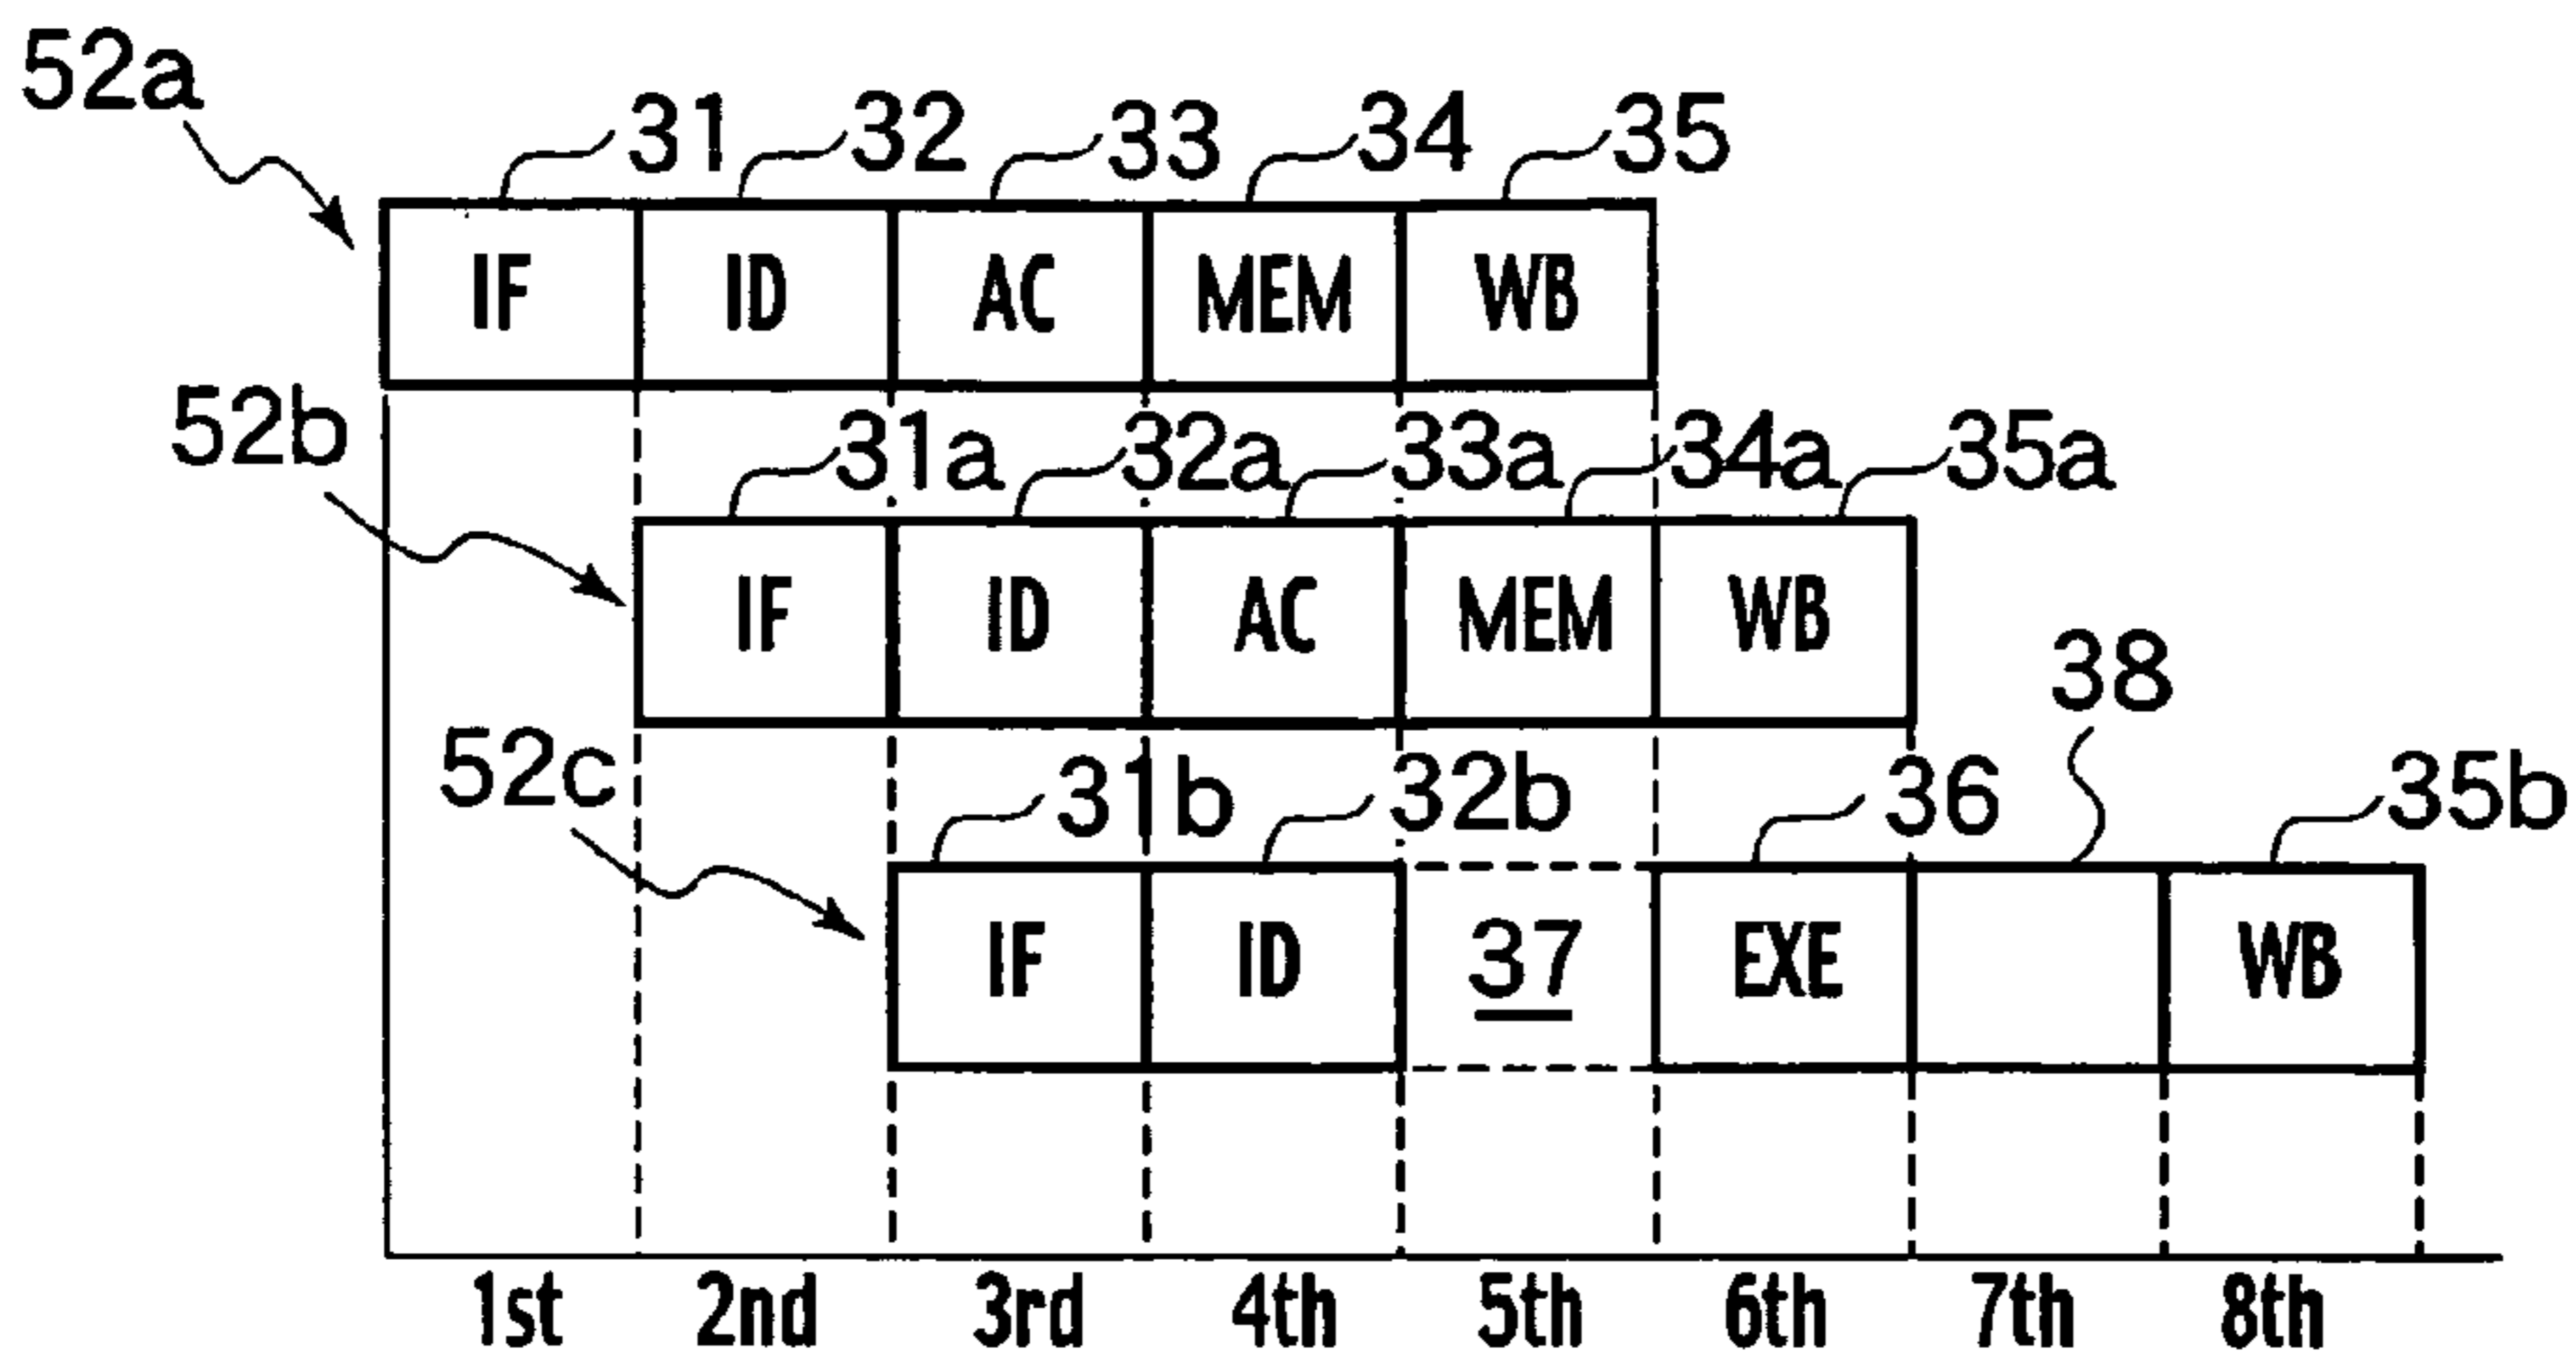 52a
31 32 33 34 35
IF ID AC MEM WB
52b
31a 32a 33a 34a 35a
IF ID AC MEM WB
38
52c
31b 32b 36 35b
IF ID 37 EXE WB
1st 2nd 3rd 4th 5th 6th 7th 8th